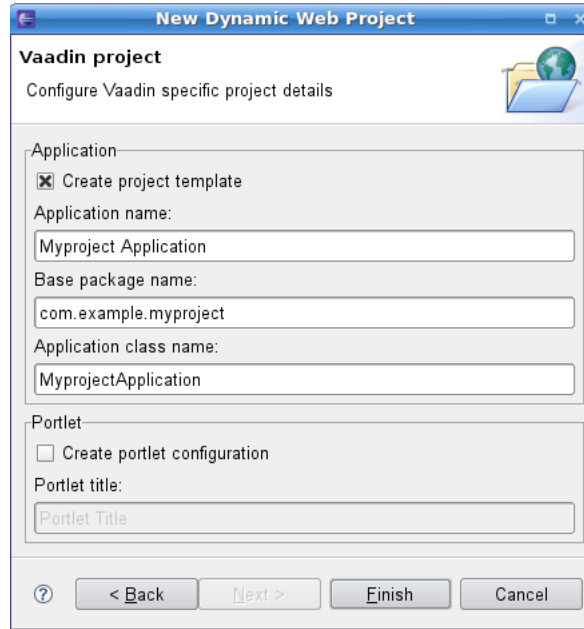 New Dynamic Web Project
Vaadin project
Configure Vaadin specific project details
Application
Create project template
Application name:
Myproject Application
Base package name:
com.example.myproject
Application class name:
MyprojectApplication
Portlet
Create portlet configuration
Portlet title:
Portlet Title
? < Back Next > Finish Cancel